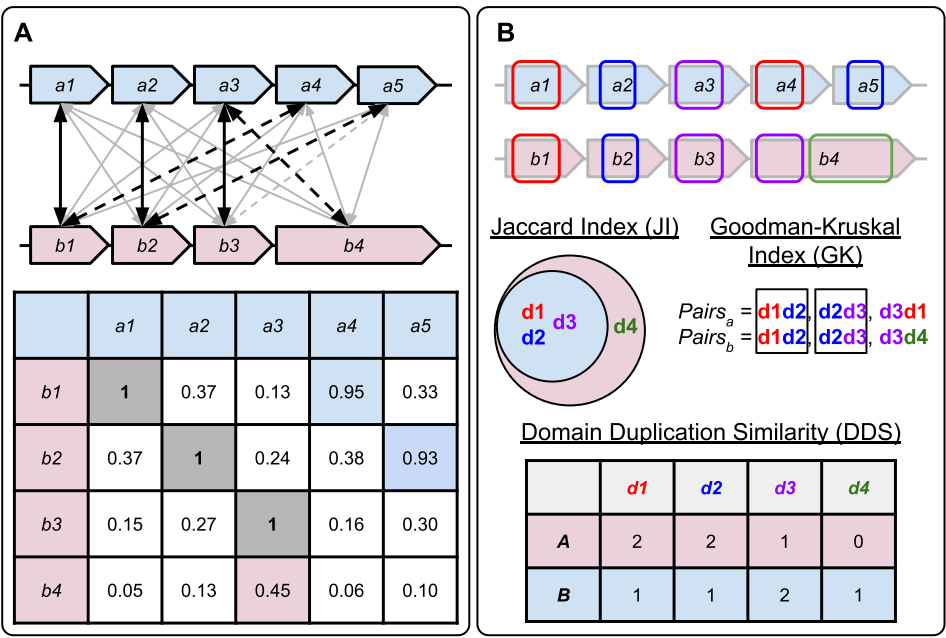 A
a1 a2 a3 a4 a5
b1 b2 b3 b4
a1 a2 a3 a4 a5
b1 1 0.37 0.13 0.95 0.33
b2 0.37 1 0.24 0.38 0.93
b3 0.15 0.27 1 0.16 0.30
b4 0.05 0.13 0.45 0.06 0.10
B
a1 a2 a3 a4 a5
b1 b2 b3 b4
Jaccard Index (JI)
d1 d3 d4
d2
Goodman-Kruskal
Index (GK)
Pairsa = d1d2, d2d3, d3d1
Pairsb = d1d2, d2d3, d3d4
Domain Duplication Similarity (DDS)
d1 d2 d3 d4
A 2 2 1 0
B 1 1 2 1